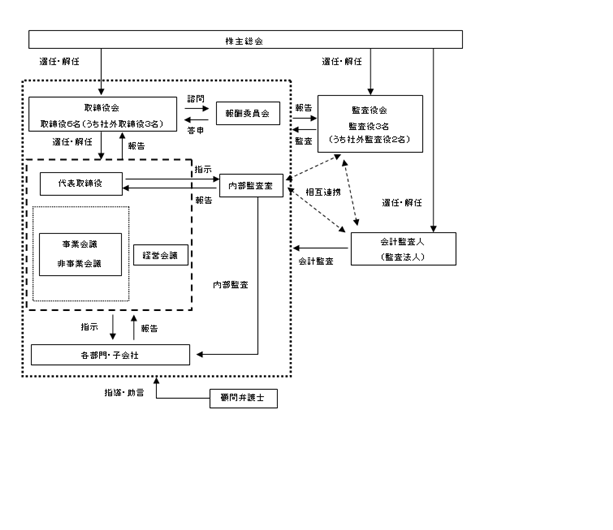 株主総会
選任・解任
選任・解任
取締役会
取締役6名(うち社外取締役3名)
諮問
答申
報酬委員会
報告
監査
監査役会
監査役3名
(うち社外監査役2名)
選任・解任
報告
代表取締役
指示
報告
内部監査室
相互連携
選任・解任
事業会議
非事業会議
経営会議
会計監査人
(監査法人)
会計監査
内部監査
指示
報告
各部門・子会社
指導・助言
顧問弁護士